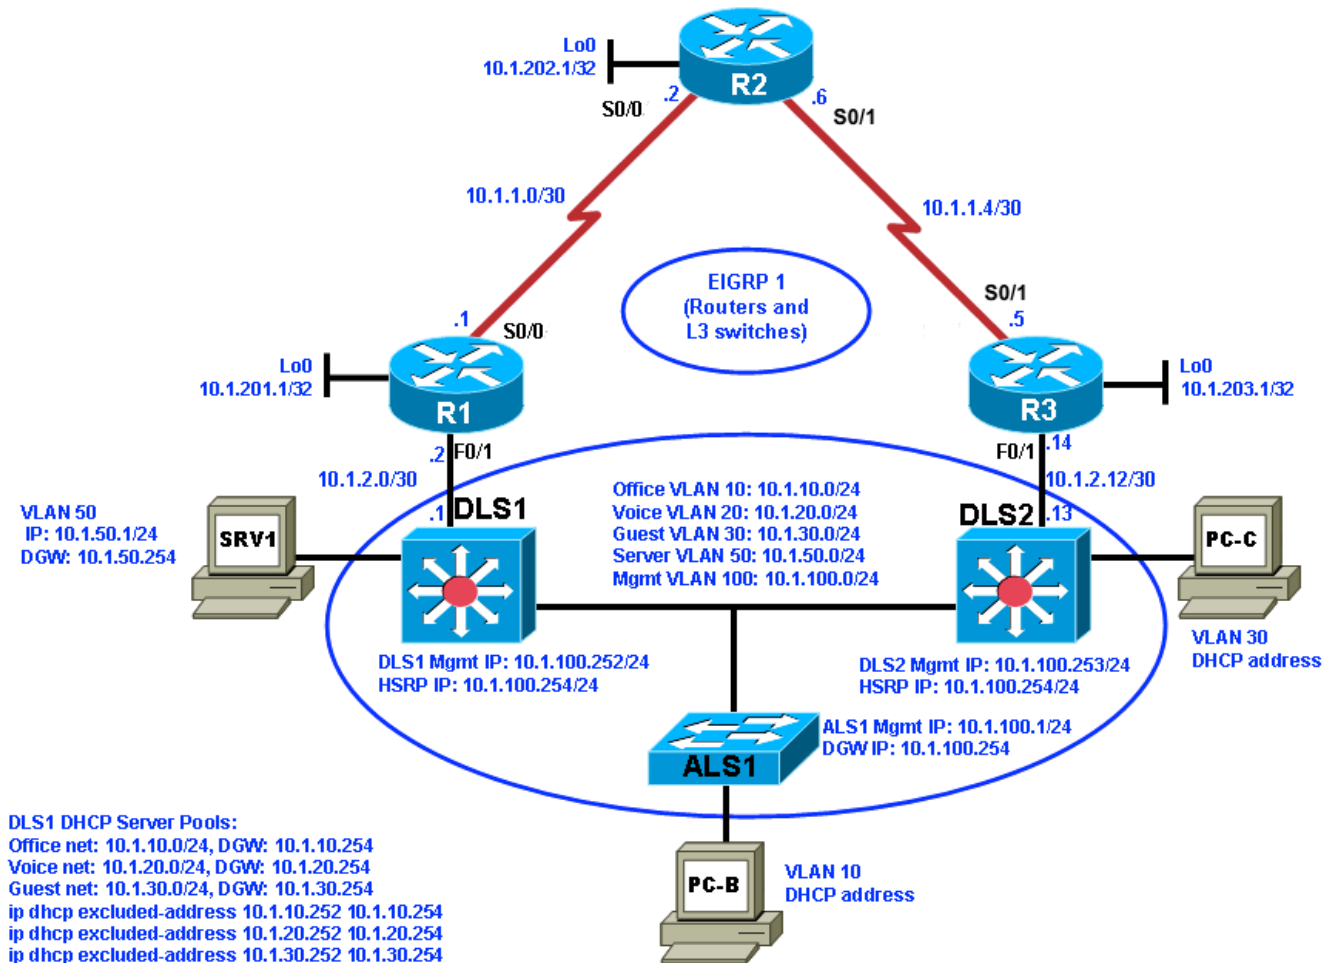 Lo0
10.1.202.1/32
R2
.2
.6
S0/0
S0/1
10.1.1.0/30
10.1.1.4/30
EIGRP 1
(Routers and
L3 switches)
S0/1
.1
.5
S0/0
Lo0
10.1.201.1/32
R1
R3
Lo0
10.1.203.1/32
.2
F0/1
F0/1
.14
10.1.2.0/30
10.1.2.12/30
VLAN 50
IP: 10.1.50.1/24
DGW: 10.1.50.254
SRV1
.1
DLS1
Office VLAN 10: 10.1.10.0/24
Voice VLAN 20: 10.1.20.0/24
Guest VLAN 30: 10.1.30.0/24
Server VLAN 50: 10.1.50.0/24
Mgmt VLAN 100: 10.1.100.0/24
DLS2
.13
PC-C
VLAN 30
DHCP address
DLS1 Mgmt IP: 10.1.100.252/24
HSRP IP: 10.1.100.254/24
DLS2 Mgmt IP: 10.1.100.253/24
HSRP IP: 10.1.100.254/24
ALS1 Mgmt IP: 10.1.100.1/24
DGW IP: 10.1.100.254
ALS1
PC-B
VLAN 10
DHCP address
DLS1 DHCP Server Pools:
Office net: 10.1.10.0/24, DGW: 10.1.10.254
Voice net: 10.1.20.0/24, DGW: 10.1.20.254
Guest net: 10.1.30.0/24, DGW: 10.1.30.254
ip dhcp excluded-address 10.1.10.252 10.1.10.254
ip dhcp excluded-address 10.1.20.252 10.1.20.254
ip dhcp excluded-address 10.1.30.252 10.1.30.254